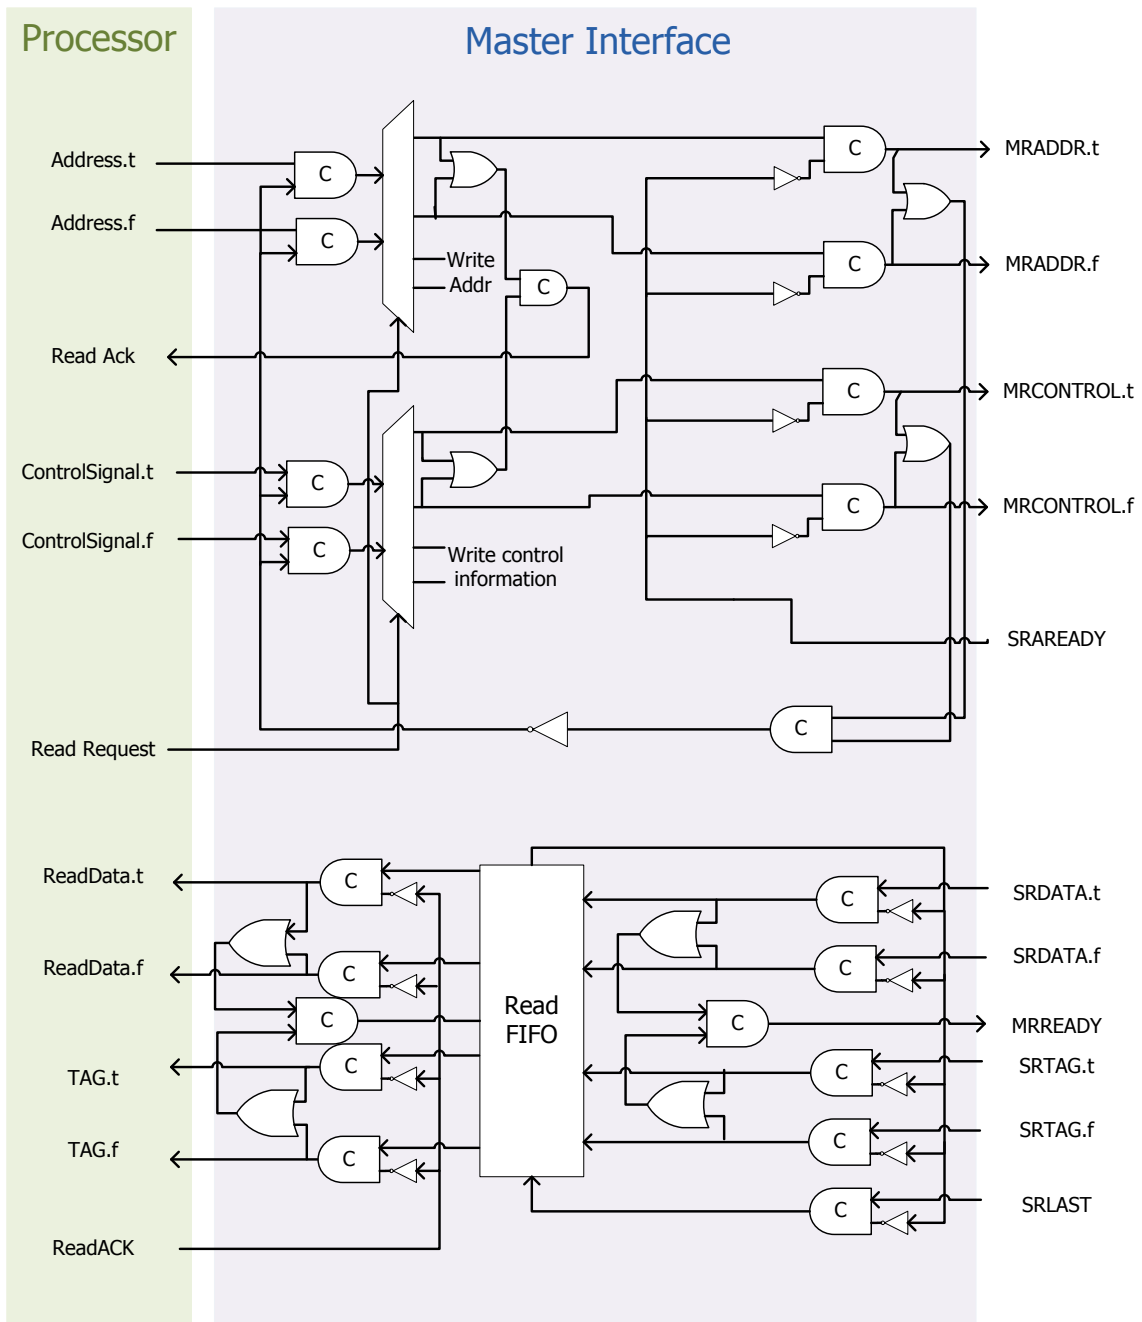 Processor
Master Interface
Address.t
C
C
MRADDR.t
Address.f
C
C
MRADDR.f
Write
Addr
C
Read Ack
C
MRCONTROL.t
ControlSignal.t
C
C
MRCONTROL.f
ControlSignal.f
C
Write control
information
SRAREADY
Read Request
C
ReadData.t
C
C
SRDATA.t
ReadData.f
C
C
SRDATA.f
Read
FIFO
C
C
MRREADY
TAG.t
C
C
SRTAG.t
TAG.f
C
C
SRTAG.f
C
SRLAST
ReadACK